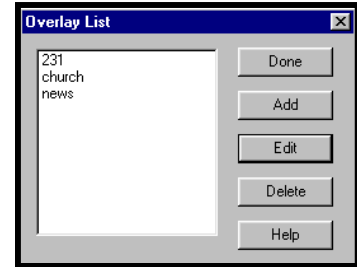 Overlay List
231
church
news
Done
Add
Edit
Delete
Help